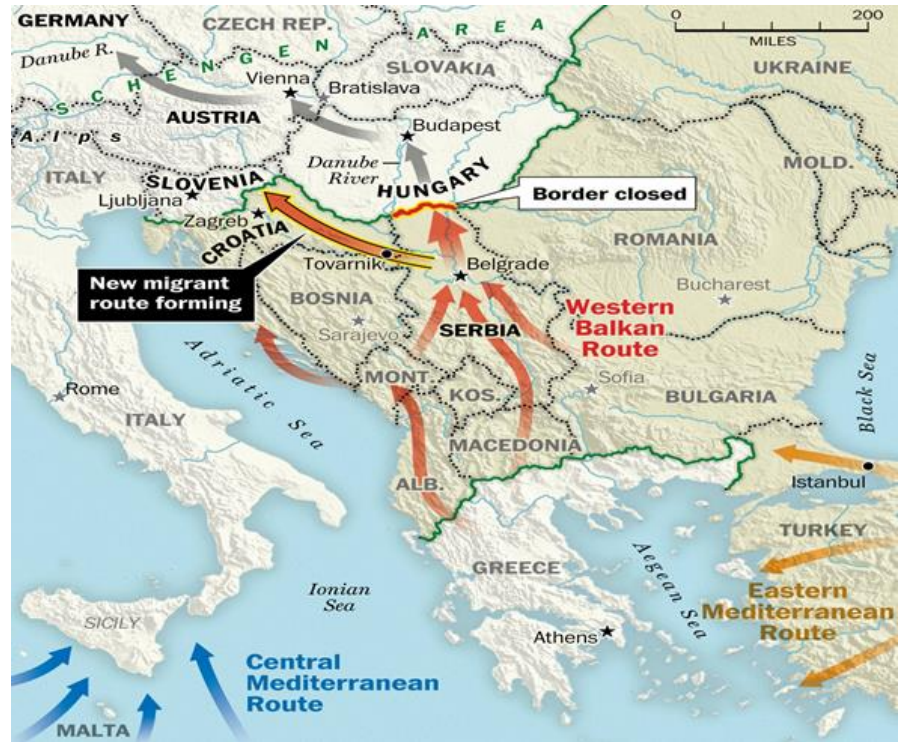 GERMANY
CZECH REP.
0 200
MILES
Danube R.
SCHENGEN AREA
SLOVAKIA
UKRAINE
Vienna
Bratislava
AUSTRIA
Alps
Budapest
Danube
River
MOLD.
ITALY
SLOVENIA
HUNGARY
Border closed
Ljubljana
Zagreb
CROATIA
ROMANIA
Tovarnik
Belgrade
New migrant
route forming
BOSNIA
Bucharest
Western
Balkan
Route
Sarajevo
SERBIA
Adriatic Sea
MONT.
KOS.
Sofia
Black Sea
Rome
BULGARIA
ITALY
MACEDONIA
ALB.
Istanbul
TURKEY
GREECE
Aegean Sea
Ionian
Sea
Eastern
Mediterranean
Route
SICILY
Athens
Central
Mediterranean
Route
MALTA